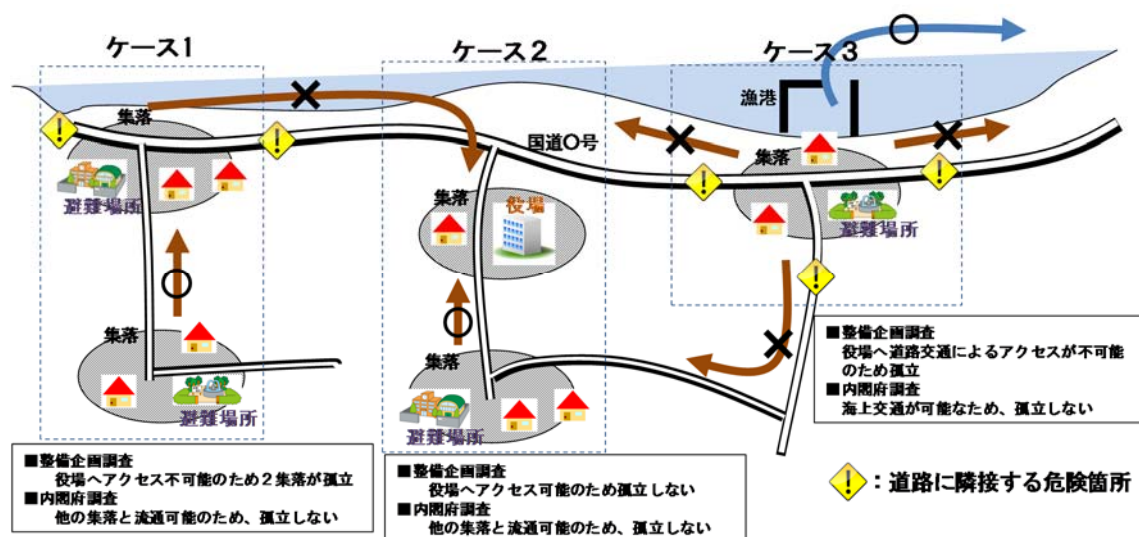 ケース1
ケース2
ケース3
集落
避難場所
集落
避難場所
■整備企画調査
役場へアクセス不可能のため2集落が孤立
■内閣府調査
他の集落と流通可能のため、孤立しない
国道○号
集落
役場
集落
避難場所
■整備企画調査
役場へアクセス可能のため孤立しない
■内閣府調査
他の集落と流通可能のため、孤立しない
漁港
集落
避難場所
■整備企画調査
役場へ道路交通によるアクセスが不可能
のため孤立
■内閣府調査
海上交通が可能なため、孤立しない
:道路に隣接する危険箇所